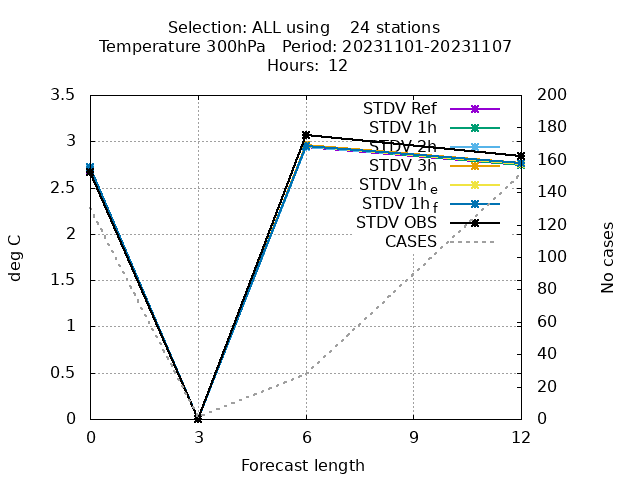 Selection: ALL using 24 stations
Temperature 300hPa Period: 20231101-20231107
Hours: 12
3.5
3
2.5
2
1.5
1
0.5
0
deg C
200
180
160
140
120
100
80
60
40
20
0
No cases
STDV Ref
STDV 1h
STDV 2h
STDV 3h
STDV 1h e
STDV 1h f
STDV OBS
CASES
0 3 6 9 12
Forecast length